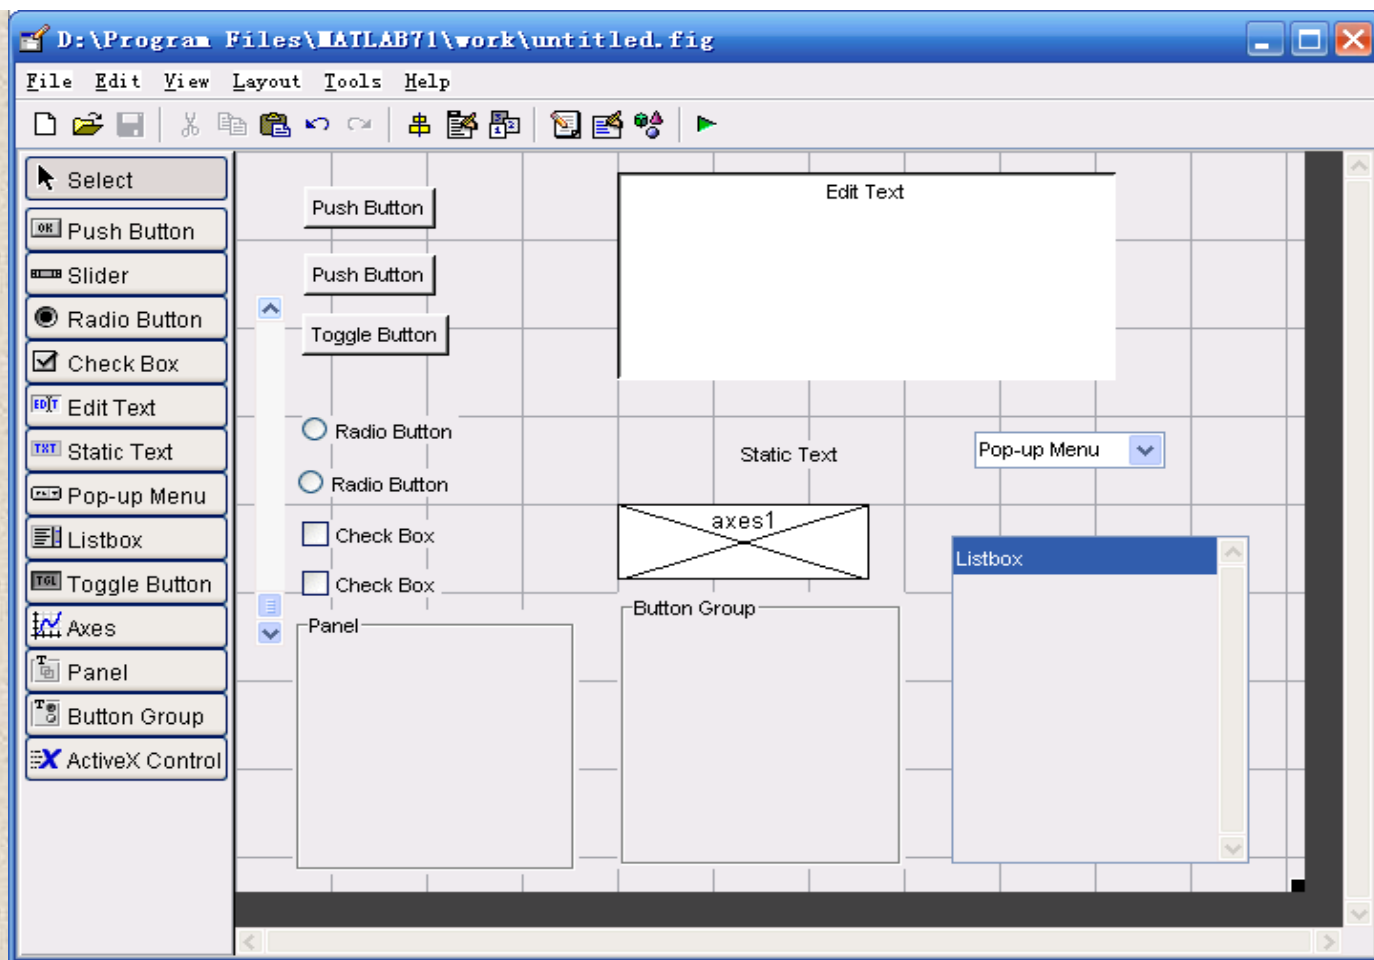 D:\Program Files\MATLAB71\work\untitled.fig
File Edit View Layout Tools Help
Select
Push Button
Slider
Radio Button
Check Box
EDIT Edit Text
TXT Static Text
Pop-up Menu
Listbox
TGL Toggle Button
Axes
Panel
Button Group
ActiveX Control
Push Button
Push Button
Toggle Button
Radio Button
Radio Button
Check Box
Check Box
Panel
Edit Text
Static Text
Pop-up Menu
axes1
Button Group
Listbox